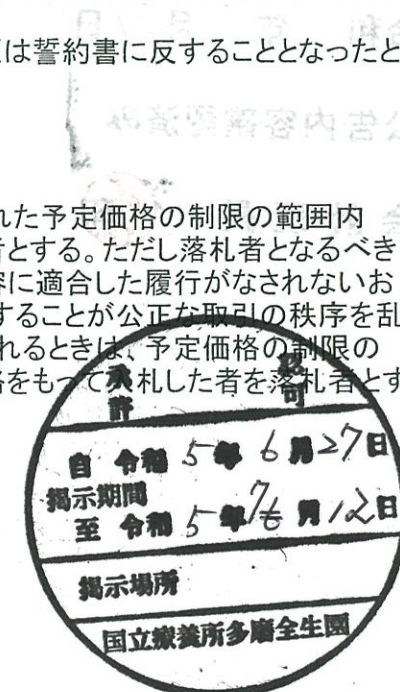 は誓約書に反することとなったと
れた予定価格の制限の範囲内
者とする。ただし落札者となるべき
容に適合した履行がなされないお
することが公正な取引の秩序を乱
れるときは、予定価格の制限の
格をもって入札した者を落札者とす
許可
自 令和 5 年 6 月 27 日
掲示期間
至 令和 5 年 7 月 12 日
掲示場所
国立療養所多磨全生園